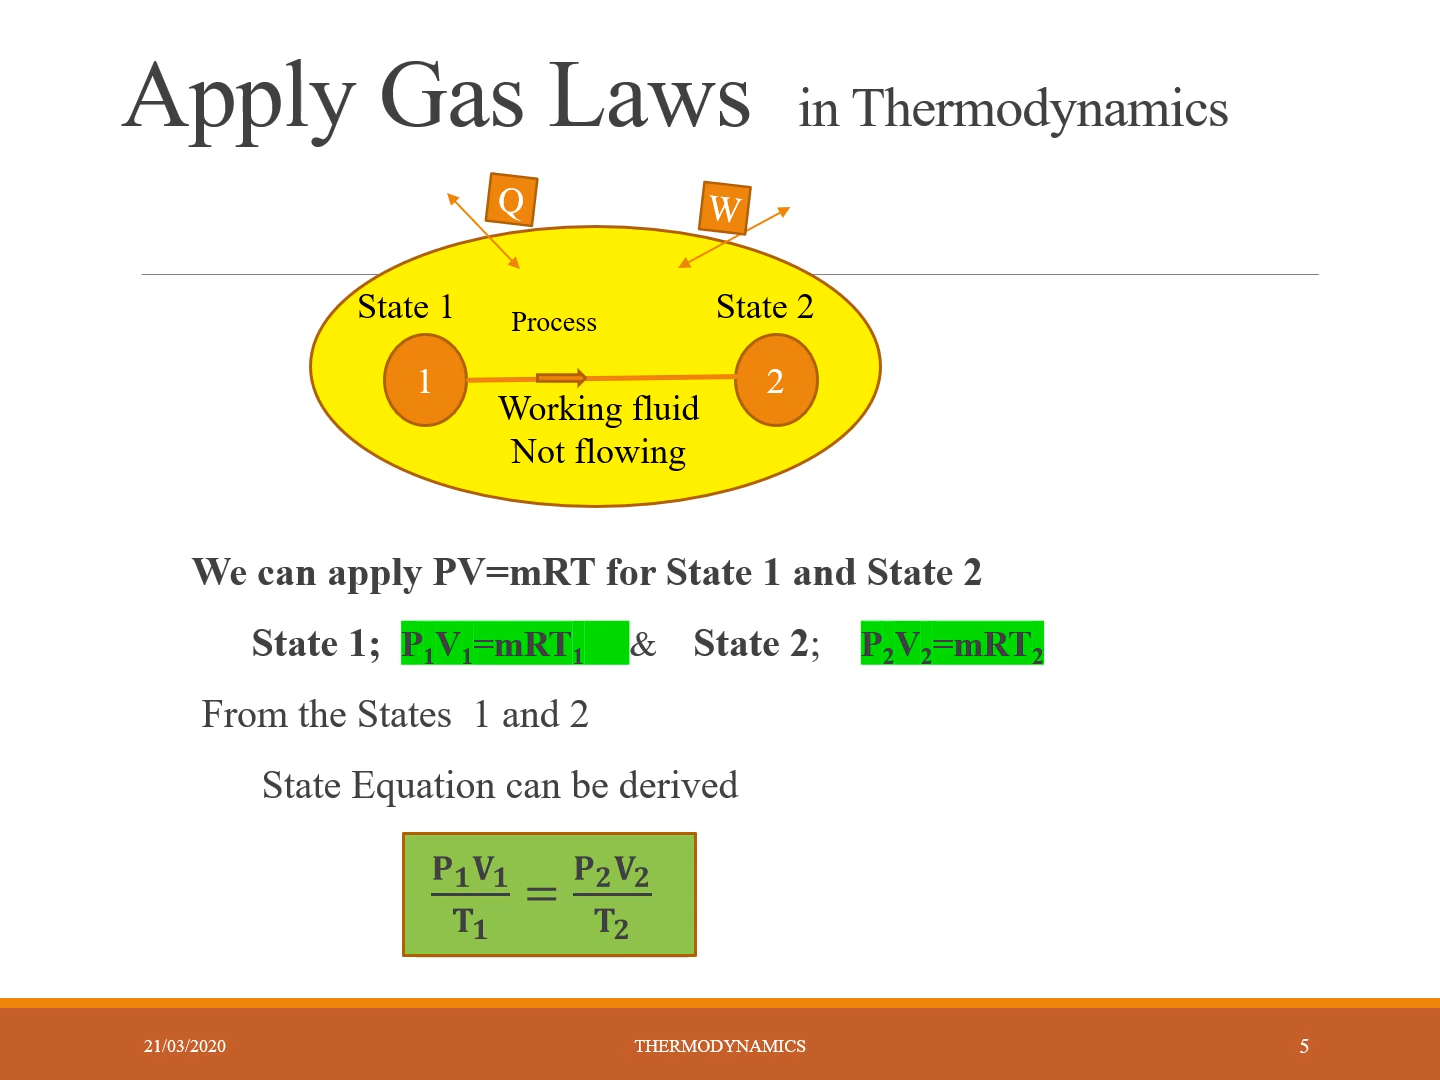 Apply Gas Laws in Thermodynamics
Q
W
State 1
State 2
Process
1
2
Working fluid
Not flowing
We can apply PV=mRT for State 1 and State 2
State 1; P₁V₁=mRT₁ & State 2; P₂V₂=mRT₂
From the States 1 and 2
State Equation can be derived
P₁V₁/T₁ = P₂V₂/T₂
21/03/2020
THERMODYNAMICS
5